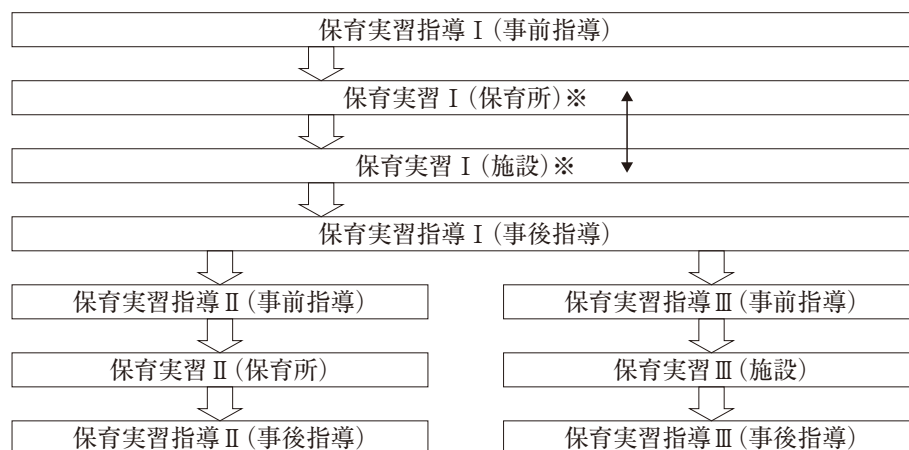 保育実習指導Ⅰ(事前指導)
保育実習Ⅰ(保育所)※
保育実習Ⅰ(施設)※
保育実習指導Ⅰ(事後指導)
保育実習指導Ⅱ(事前指導)
保育実習指導Ⅲ(事前指導)
保育実習Ⅱ(保育所)
保育実習Ⅲ(施設)
保育実習指導Ⅱ(事後指導)
保育実習指導Ⅲ(事後指導)